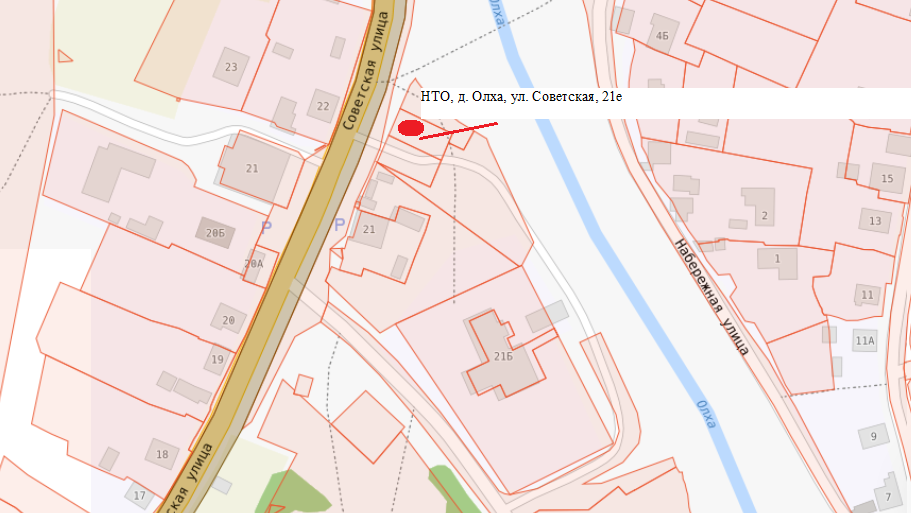 Олха
4Б
Советская улица
23
22
НТО, д. Олха, ул. Советская, 21е
21
15
2
13
20Б
P
P
21
Набережная улица
20А
1
11
20
11А
19
21Б
Олха
9
18
ская улица
17
7